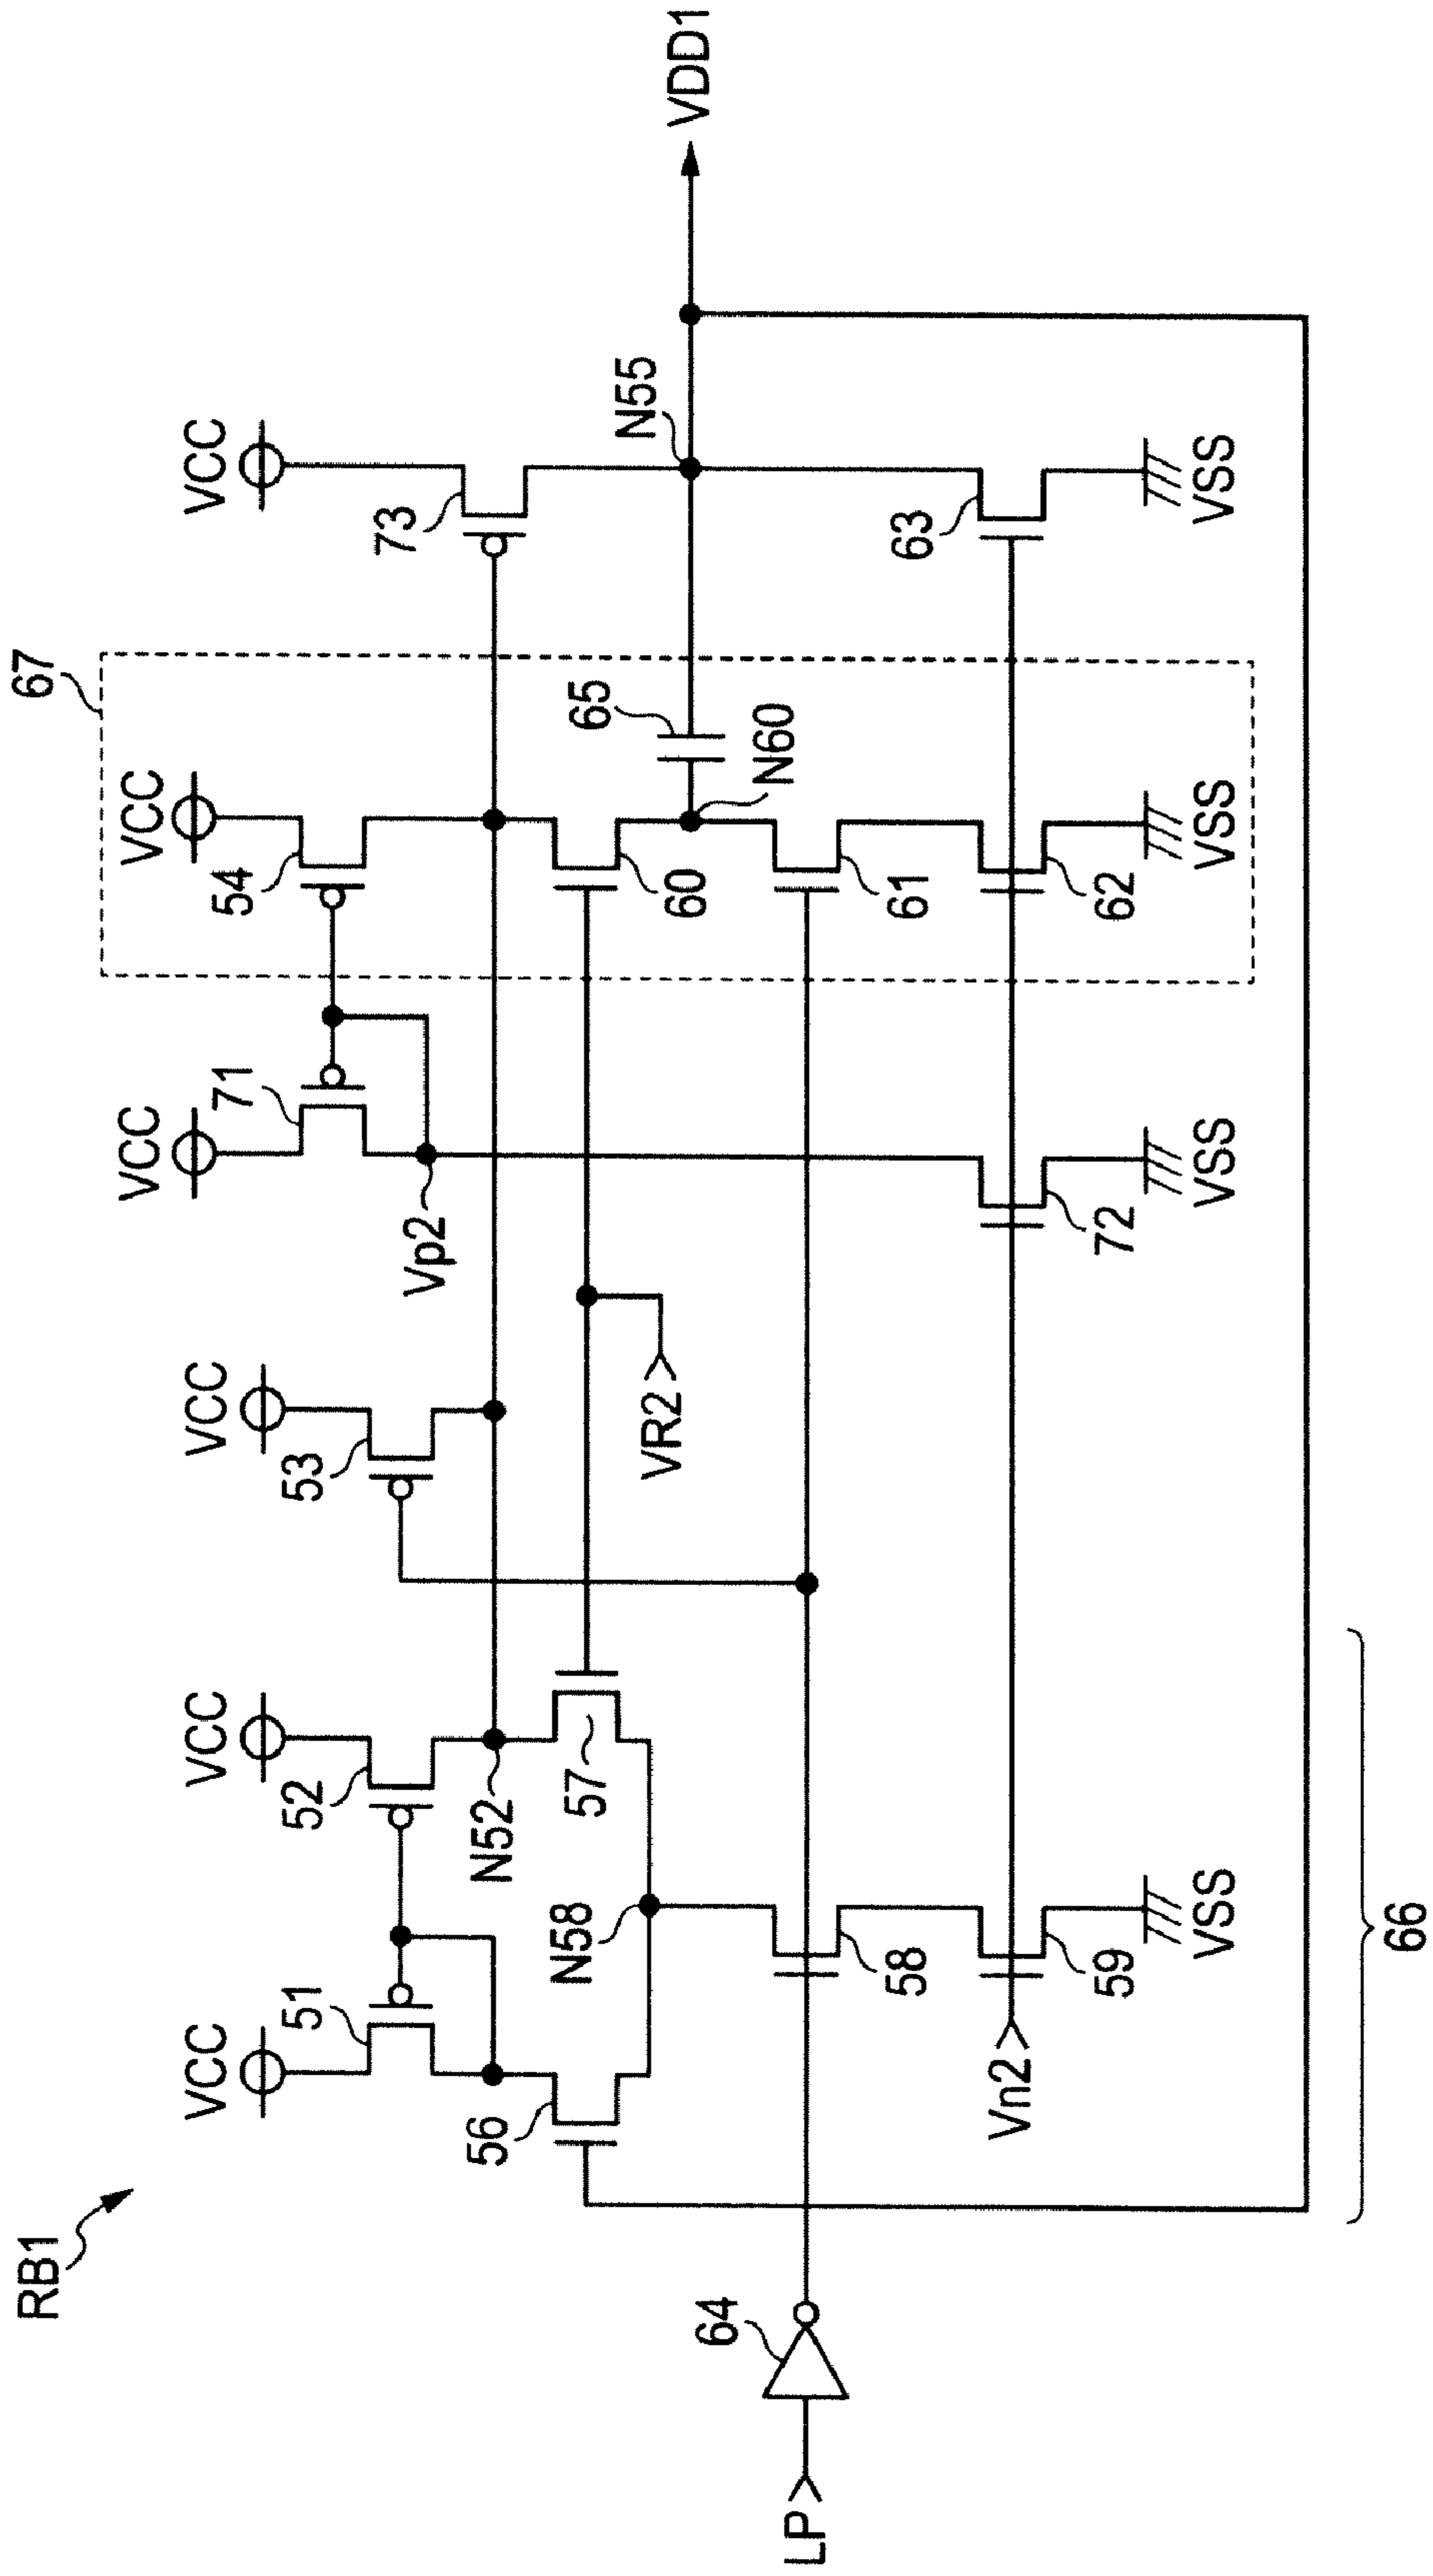 RB1
67
VCC
VCC
VCC
VCC
VCC
VCC
51
52
53
71
54
73
Vp2
N52
56
57
N58
VR2
60
65
N60
N55
VDD1
LP
64
58
61
63
Vn2
59
72
62
VSS
VSS
VSS
VSS
66